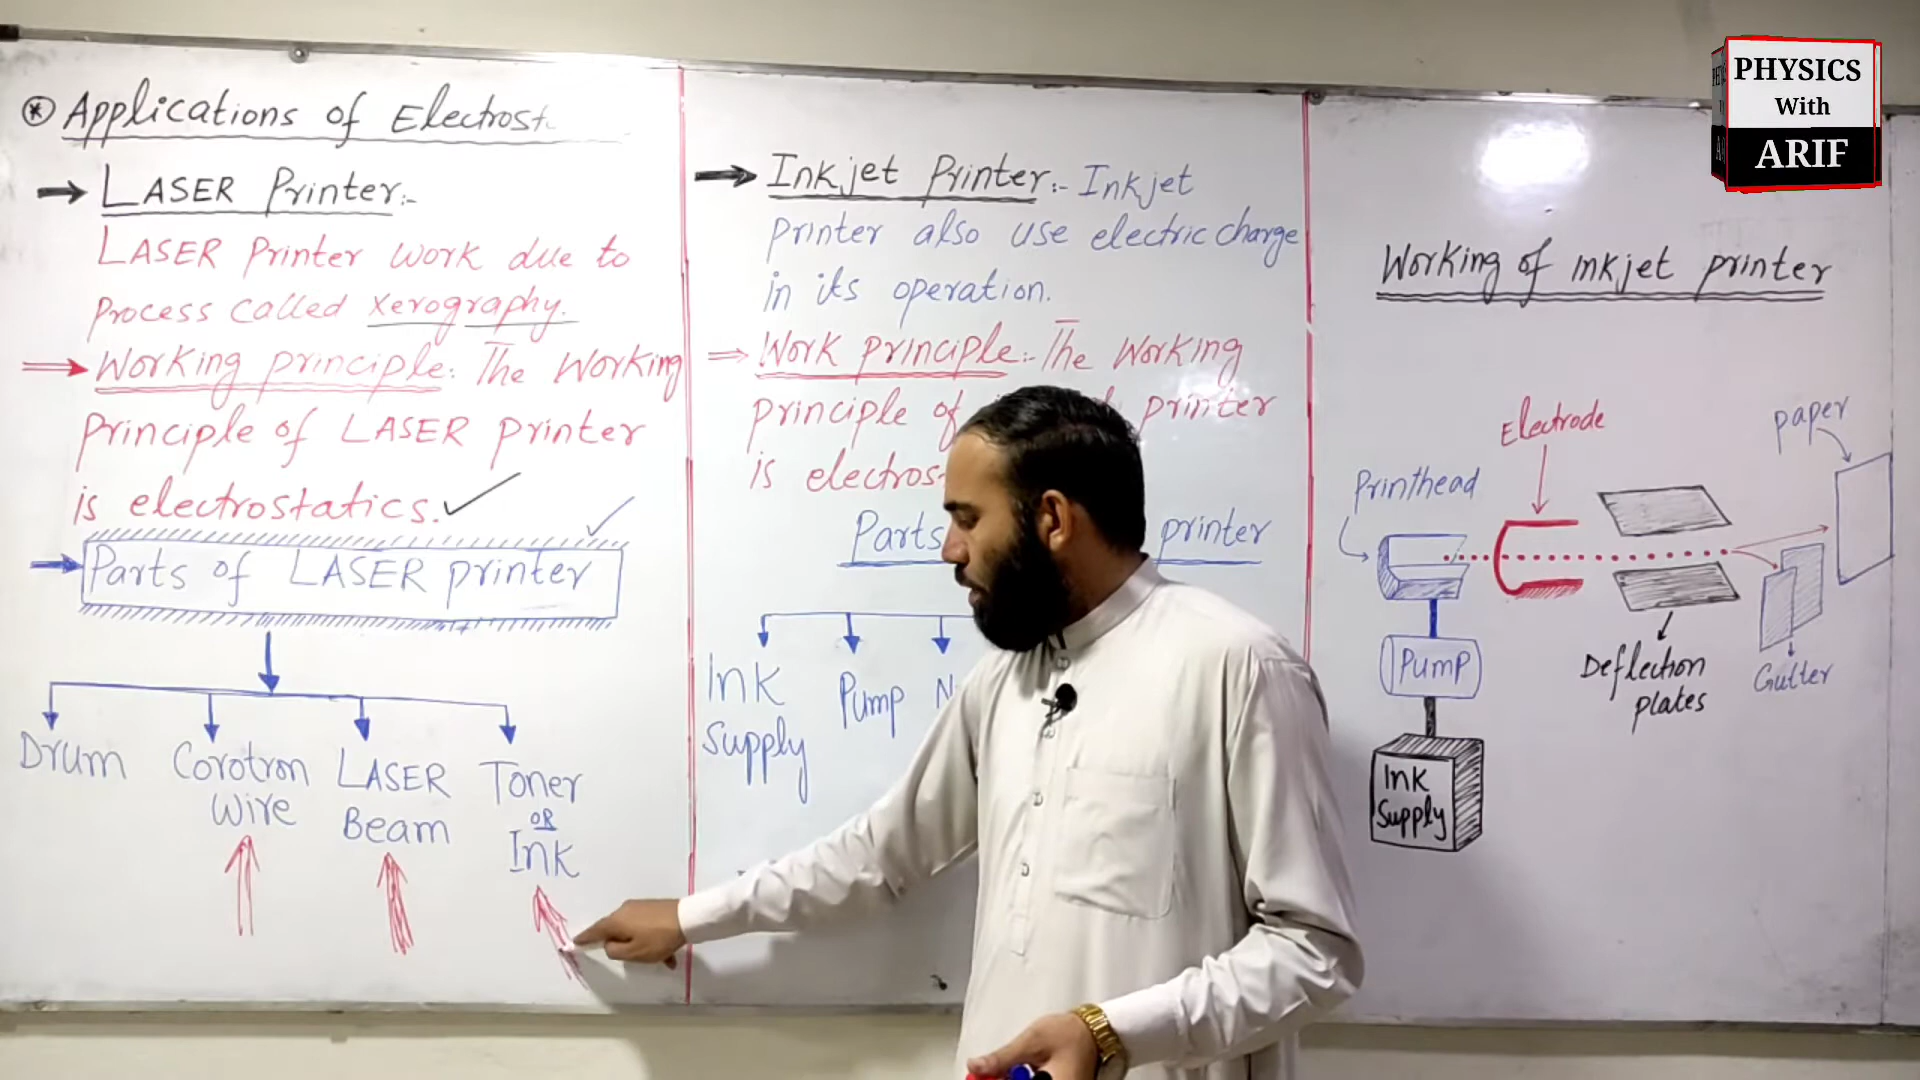 Applications of Electrost
LASER Printer:-
LASER Printer work due to
process called xerography.
Working principle: The working
principle of LASER printer
is electrostatics.
Parts of LASER printer
Drum
Corotron
Wire
LASER
Beam
Toner
OR
Ink
Inkjet Printer:- Inkjet
printer also use electric charge
in its operation.
Work principle:- The working
principle of printer
is electros
Parts printer
Ink
Supply
Pump
N
Working of inkjet printer
Electrode
paper
Printhead
Pump
Deflection
plates
Gutter
Ink
Supply
PHYSICS
With
ARIF